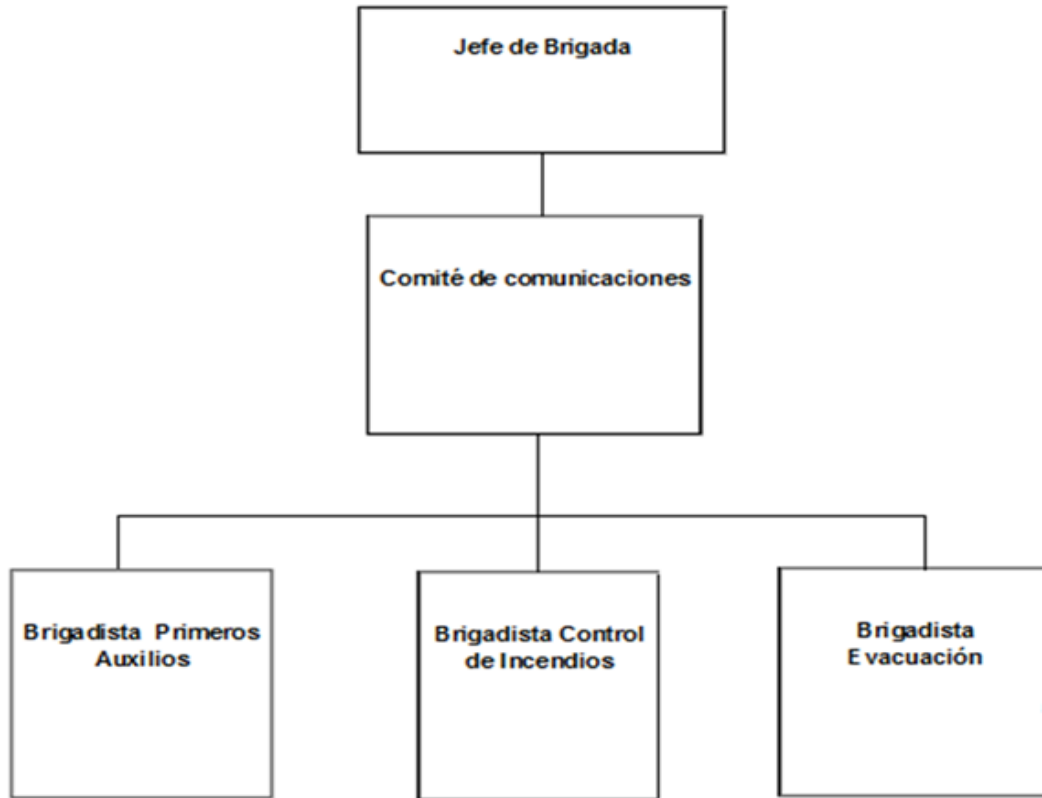 Jefe de Brigada
Comité de comunicaciones
Brigadista Primeros
Auxilios
Brigadista Control
de Incendios
Brigadista
Evacuación